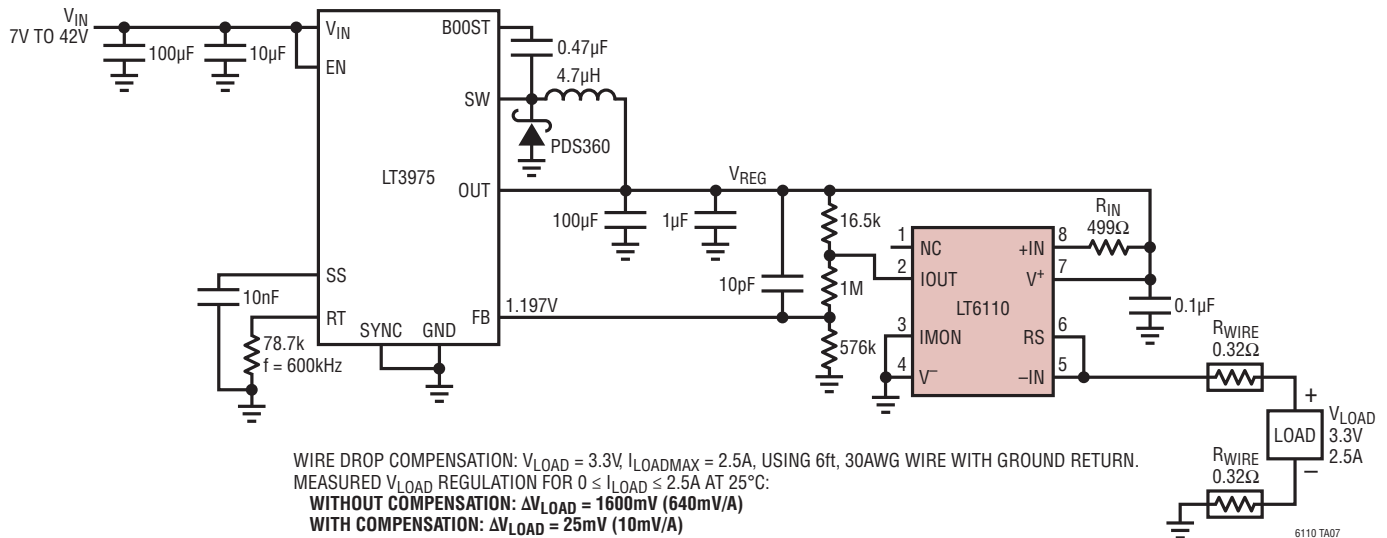 VIN
7V TO 42V
100µF
10µF
VIN
EN
BOOST
0.47µF
4.7µH
SW
PDS360
LT3975
OUT
VREG
100µF
1µF
16.5k
10pF
1M
576k
1.197V
FB
SS
10nF
RT
78.7k
f = 600kHz
SYNC
GND
RIN
499Ω
1
NC
2
IOUT
3
IMON
4
V–
+IN
8
V+
7
LT6110
RS
6
–IN
5
0.1µF
RWIRE
0.32Ω
+
LOAD
–
VLOAD
3.3V
2.5A
RWIRE
0.32Ω
WIRE DROP COMPENSATION: VLOAD = 3.3V, ILOADMAX = 2.5A, USING 6ft, 30AWG WIRE WITH GROUND RETURN.
MEASURED VLOAD REGULATION FOR 0 ≤ ILOAD ≤ 2.5A AT 25°C:
WITHOUT COMPENSATION: ΔVLOAD = 1600mV (640mV/A)
WITH COMPENSATION: ΔVLOAD = 25mV (10mV/A)
6110 TA07